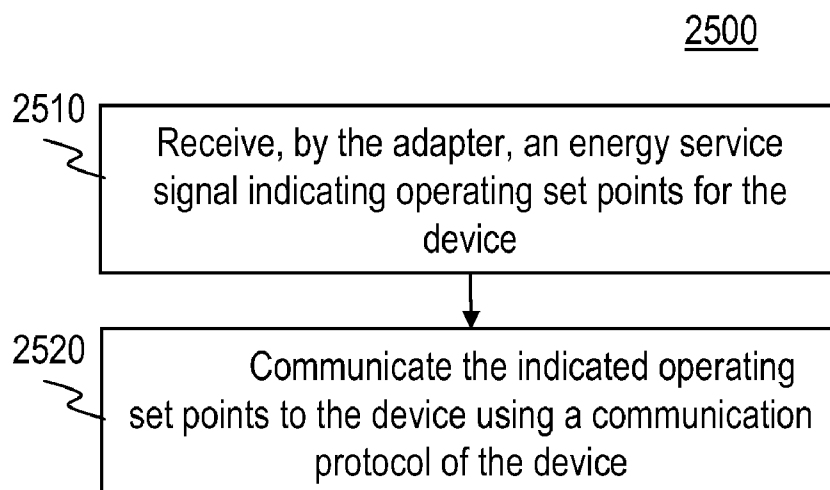 2500
2510
Receive, by the adapter, an energy service
signal indicating operating set points for the
device
2520
Communicate the indicated operating
set points to the device using a communication
protocol of the device